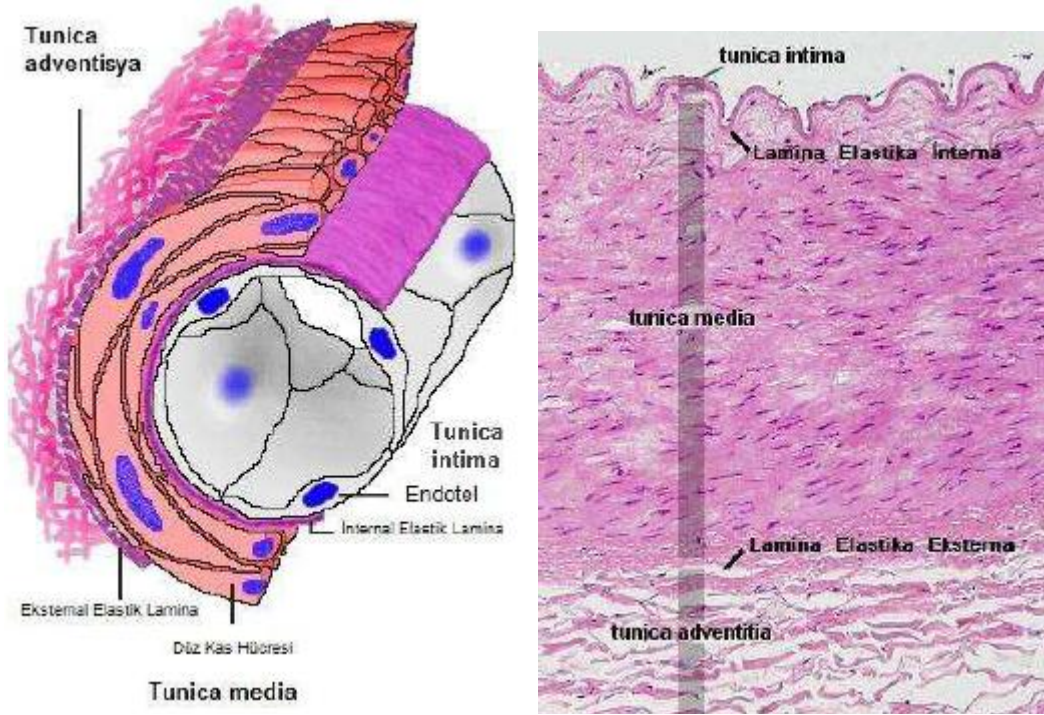 Tunica
adventisya
Tunica
intima
Endotel
İnternal Elastik Lamina
Eksternal Elastik Lamina
Düz Kas Hücresi
Tunica media
tunica intima
Lamina Elastika İnterna
tunica media
Lamina Elastika Eksterna
tunica adventitia